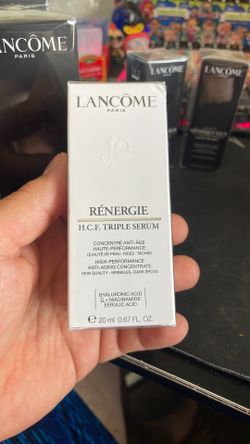 LANCÔME
PARIS
LANCÔME
PARIS
RÉNERGIE
H.C.F. TRIPLE SERUM
CONCENTRÉ ANTI-ÂGE
HAUTE-PERFORMANCE
QUALITÉ DE PEAU - RIDES - TACHES
HIGH-PERFORMANCE
ANTI-AGING CONCENTRATE
SKIN QUALITY - WRINKLES - DARK SPOTS
HYALURONIC ACID
C + NIACINAMIDE
FERULIC ACID
e 20 ml 0.67 FL. OZ.
LANCÔME